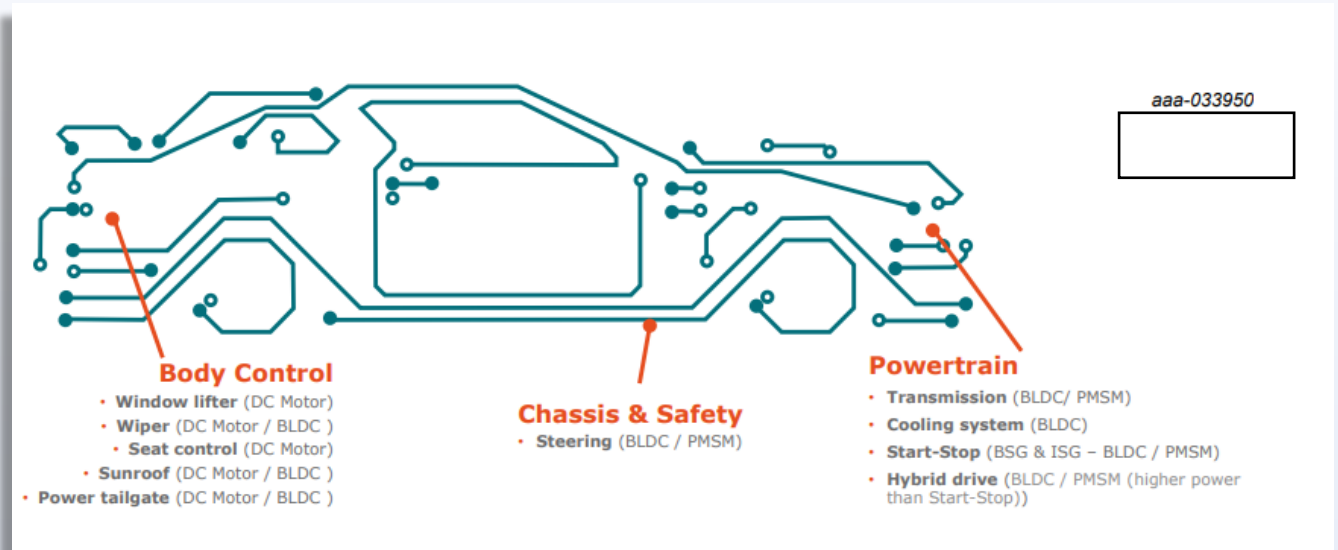 aaa-033950
Body Control
• Window lifter (DC Motor)
• Wiper (DC Motor / BLDC )
• Seat control (DC Motor)
• Sunroof (DC Motor / BLDC )
• Power tailgate (DC Motor / BLDC )
Chassis & Safety
• Steering (BLDC / PMSM)
Powertrain
• Transmission (BLDC/ PMSM)
• Cooling system (BLDC)
• Start-Stop (BSG & ISG – BLDC / PMSM)
• Hybrid drive (BLDC / PMSM (higher power
than Start-Stop))